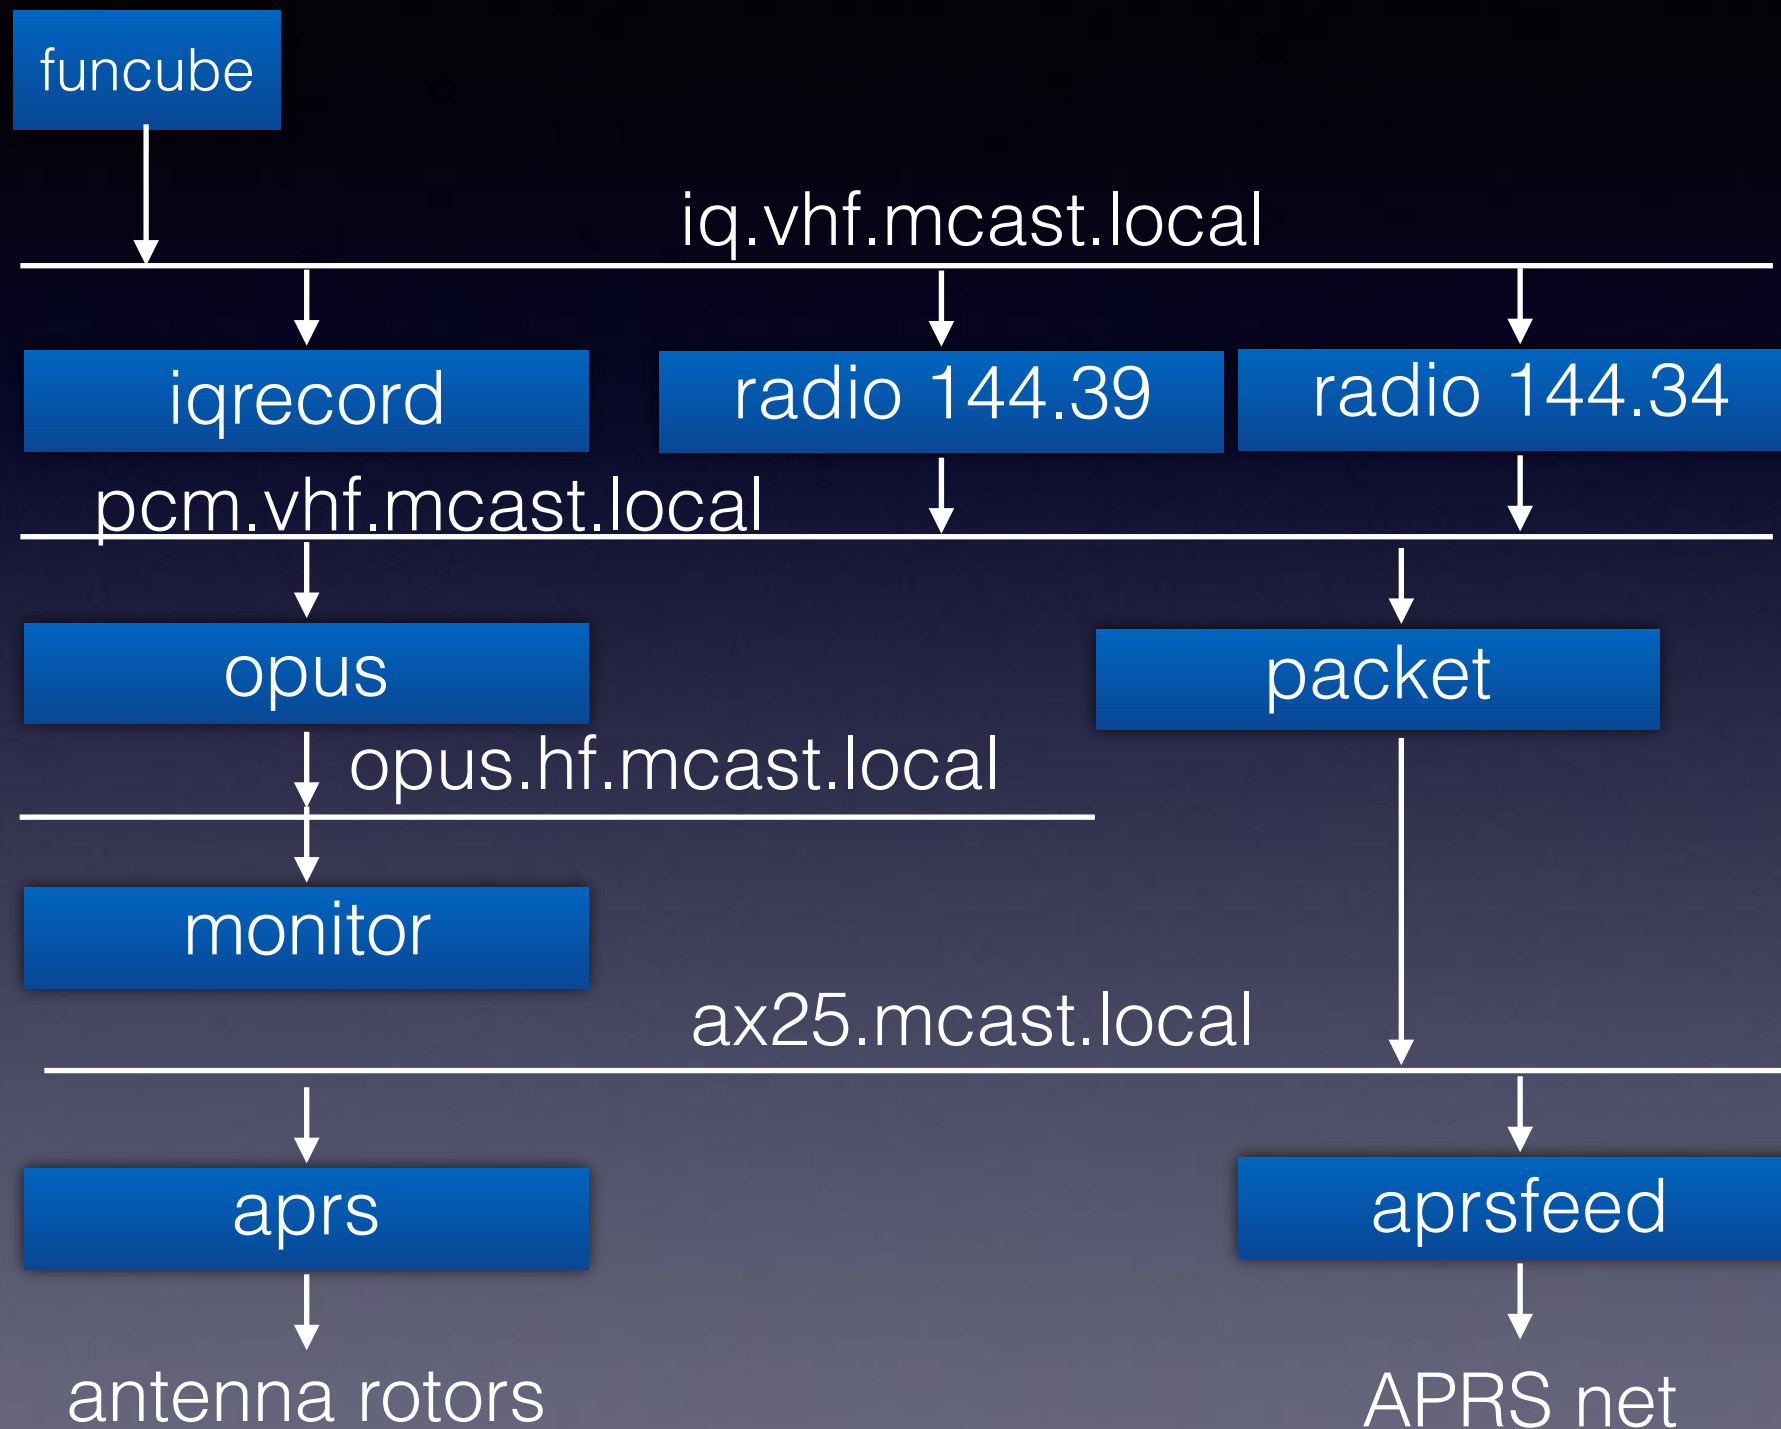 funcube
iq.vhf.mcast.local
iqrecord
radio 144.39
radio 144.34
pcm.vhf.mcast.local
opus
packet
opus.hf.mcast.local
monitor
ax25.mcast.local
aprs
aprsfeed
antenna rotors
APRS net